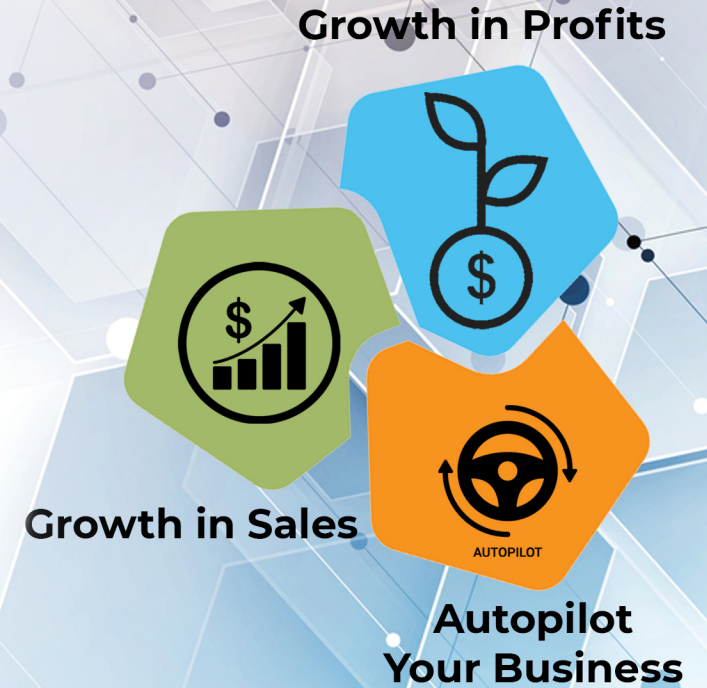 Growth in Profits
$
$
Growth in Sales
AUTOPILOT
Autopilot
Your Business